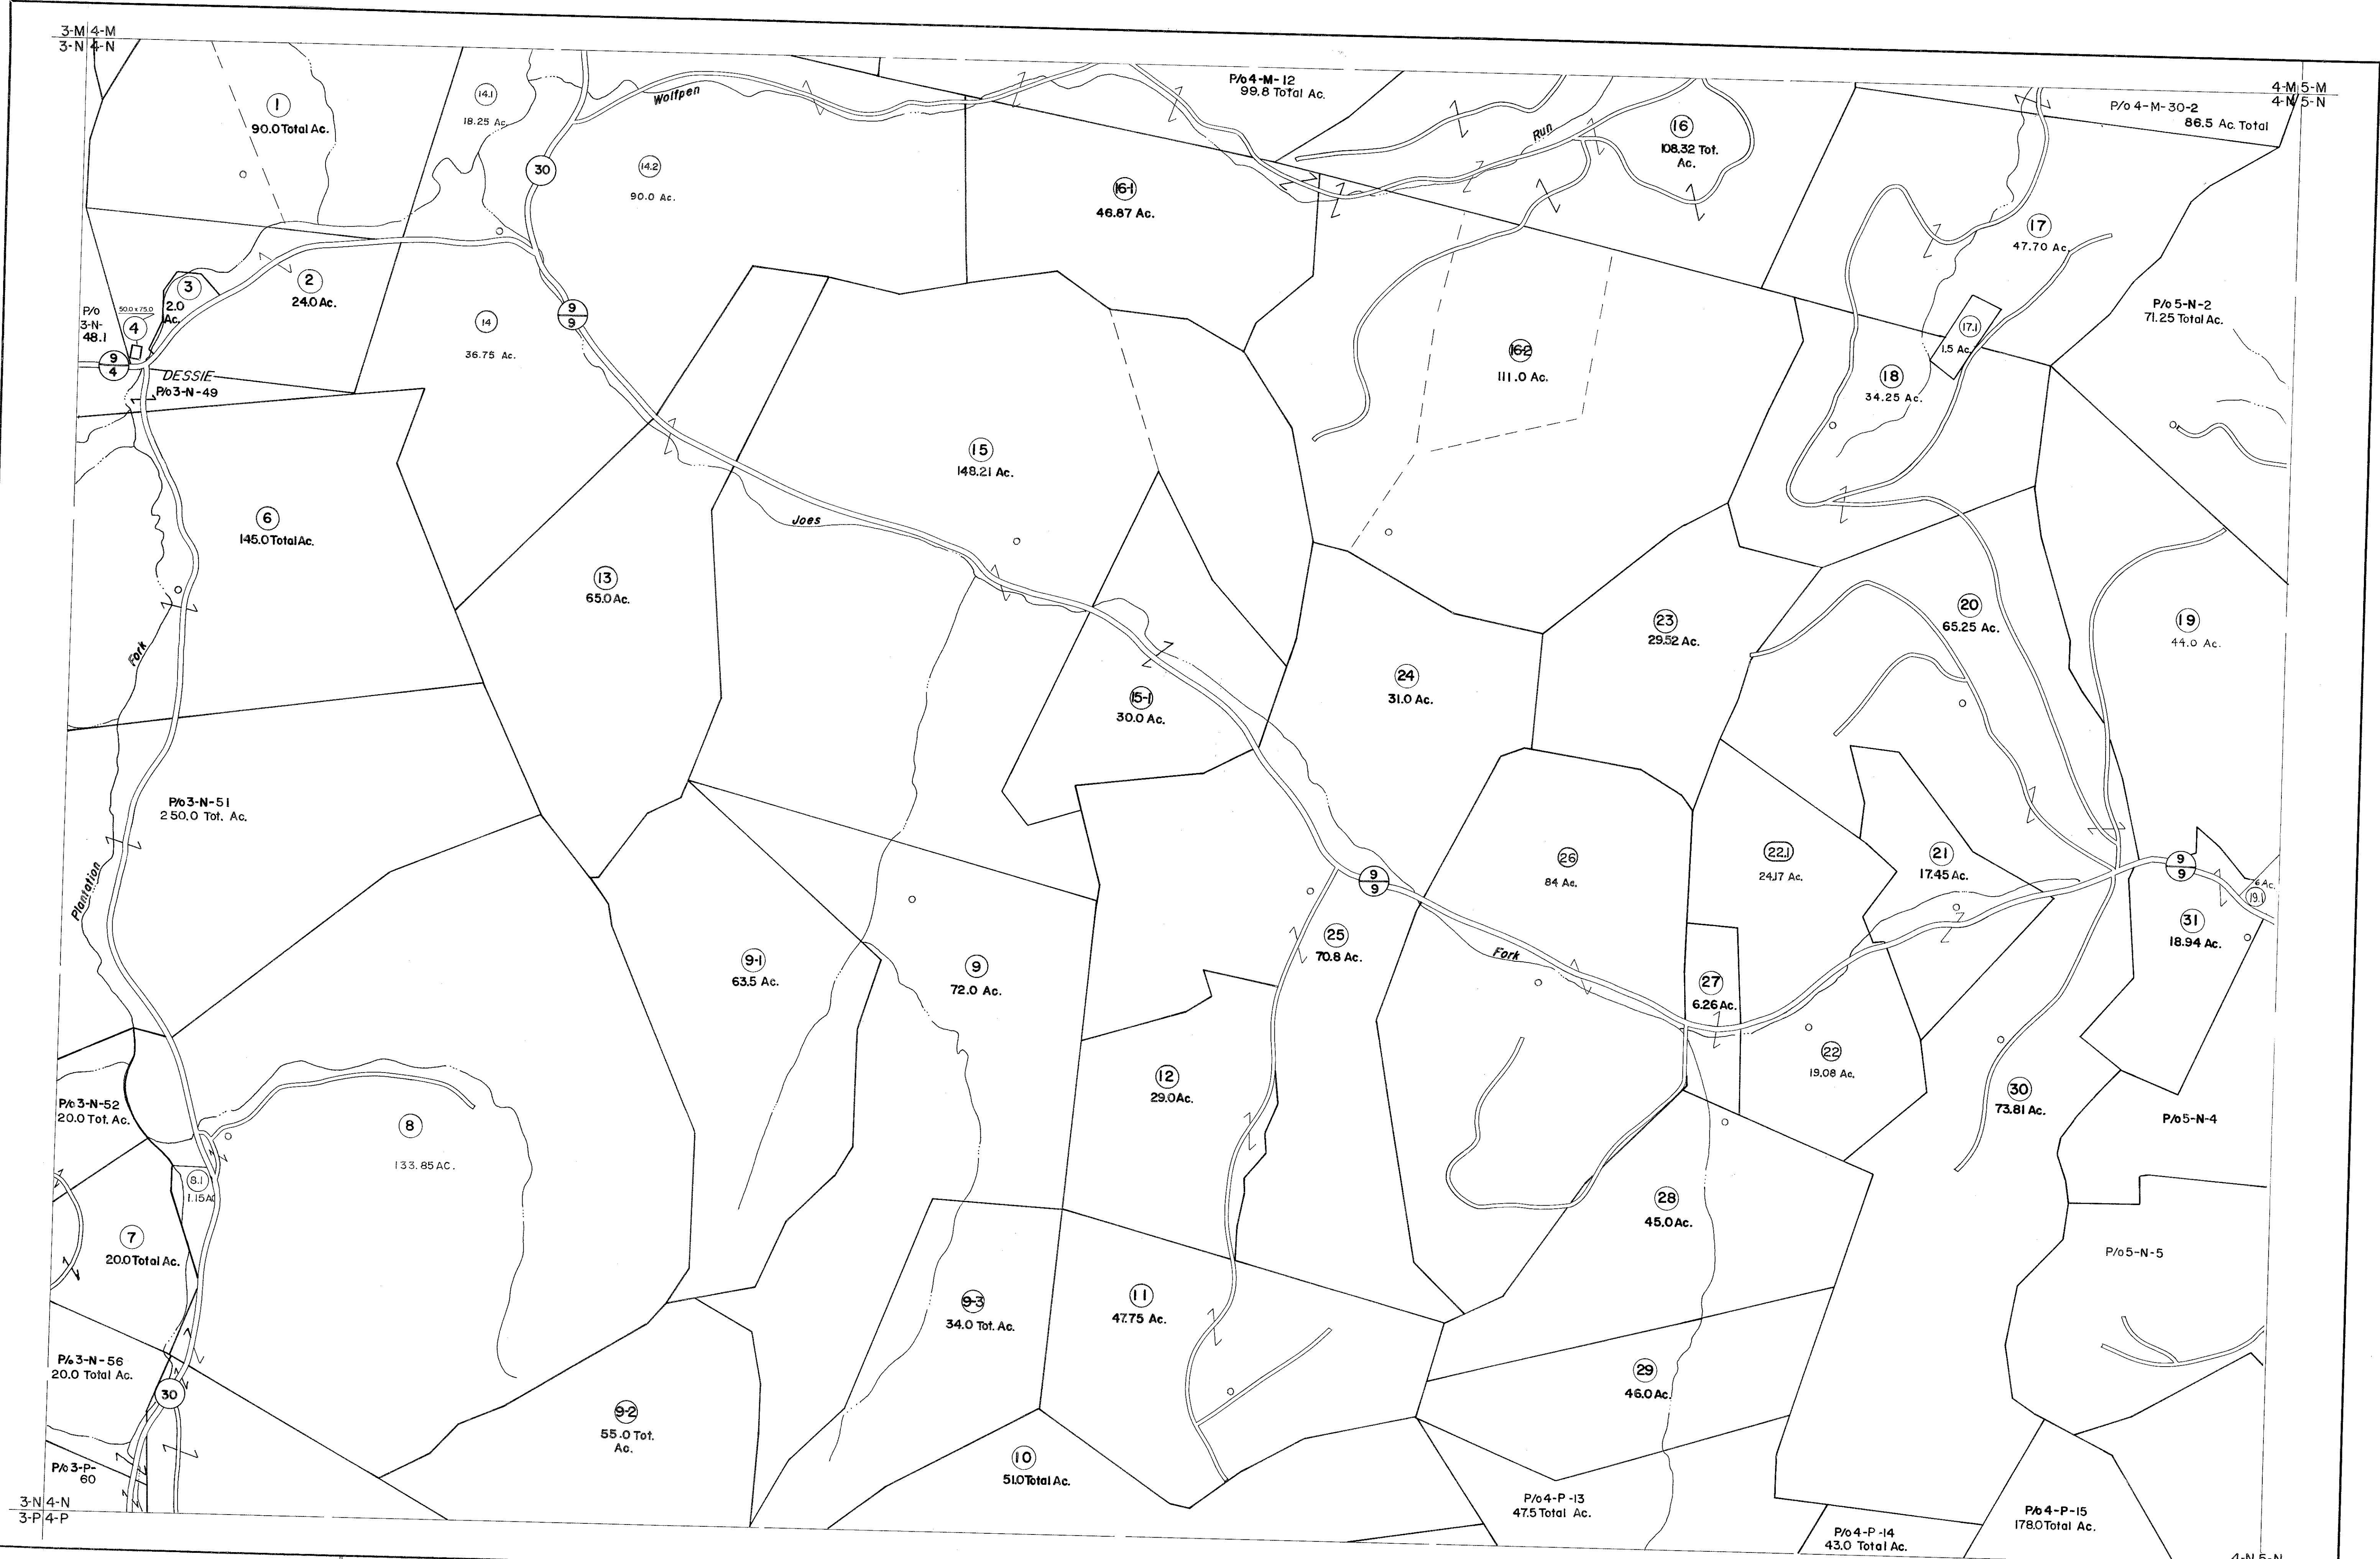 3-M 4-M
3-N 4-N
4-M 5-M
4-N 5-N
1
90.0 Total Ac.
14.1
18.25 Ac.
Wolfpen
30
14.2
90.0 Ac.
P/o 4-M-12
99.8 Total Ac.
Run
16
108.32 Tot.
Ac.
P/o 4-M-30-2
86.5 Ac. Total
16-1
46.87 Ac.
17
47.70 Ac.
2
24.0 Ac.
3
2.0
Ac.
50.0 x 75.0
4
P/o
3-N-
48.1
9
4
DESSIE
P/o 3-N-49
14
36.75 Ac.
9
9
16-2
111.0 Ac.
17.1
1.5 Ac.
18
34.25 Ac.
P/o 5-N-2
71.25 Total Ac.
15
148.21 Ac.
Joes
6
145.0 Total Ac.
13
65.0 Ac.
Fork
15-1
30.0 Ac.
24
31.0 Ac.
23
29.52 Ac.
20
65.25 Ac.
19
44.0 Ac.
P/o 3-N-51
250.0 Tot. Ac.
Plantation
9
9
26
84 Ac.
22.1
24.17 Ac.
21
17.45 Ac.
9
9
6 Ac.
19.1
31
18.94 Ac.
9-1
63.5 Ac.
9
72.0 Ac.
25
70.8 Ac.
Fork
27
6.26 Ac.
22
19.08 Ac.
12
29.0 Ac.
30
73.81 Ac.
P/o 5-N-4
P/o 3-N-52
20.0 Tot. Ac.
8
133.85 AC.
8.1
1.15 A
7
20.0 Total Ac.
28
45.0 Ac.
P/o 5-N-5
9-3
34.0 Tot. Ac.
11
47.75 Ac.
29
46.0 Ac.
P/o 3-N-56
20.0 Total Ac.
30
9-2
55.0 Tot.
Ac.
10
51.0 Total Ac.
P/o 3-P-
60
P/o 4-P-13
47.5 Total Ac.
P/o 4-P-14
43.0 Total Ac.
P/o 4-P-15
178.0 Total Ac.
3-N 4-N
3-P 4-P
4-N 5-N